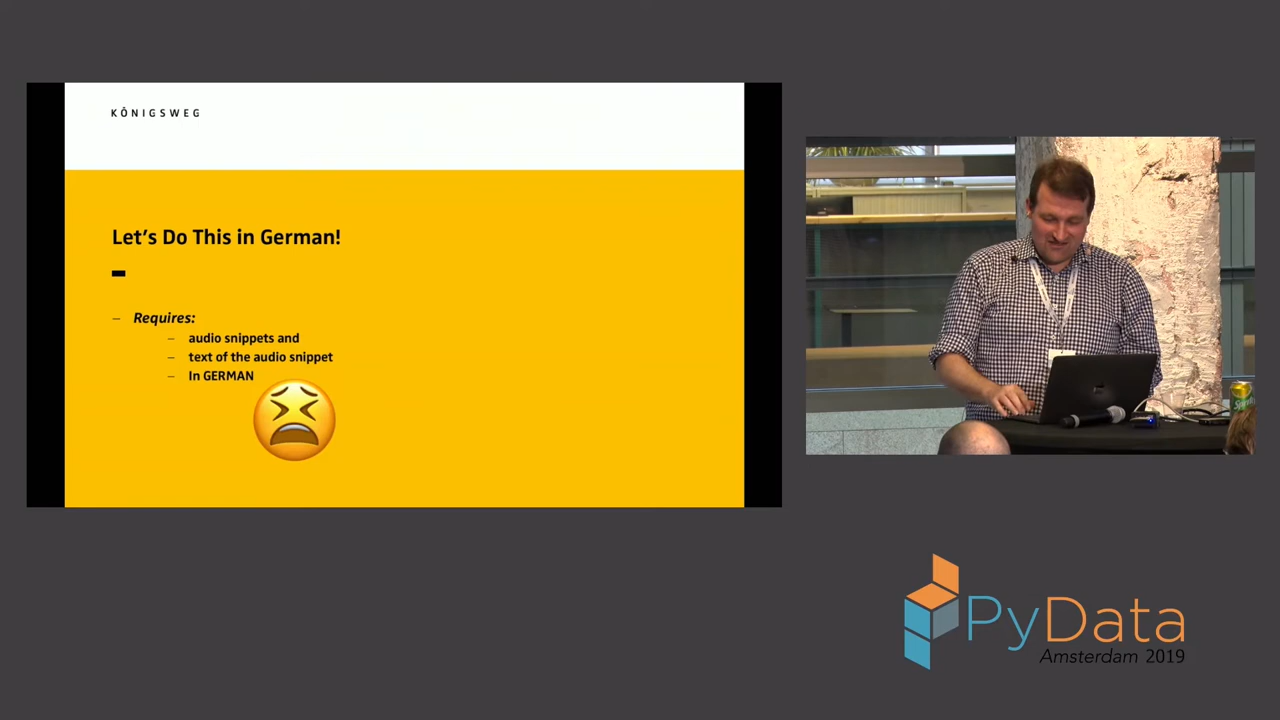 KÖNIGSWEG
Let's Do This in German!
– Requires:
– audio snippets and
– text of the audio snippet
– In GERMAN
PyData
Amsterdam 2019